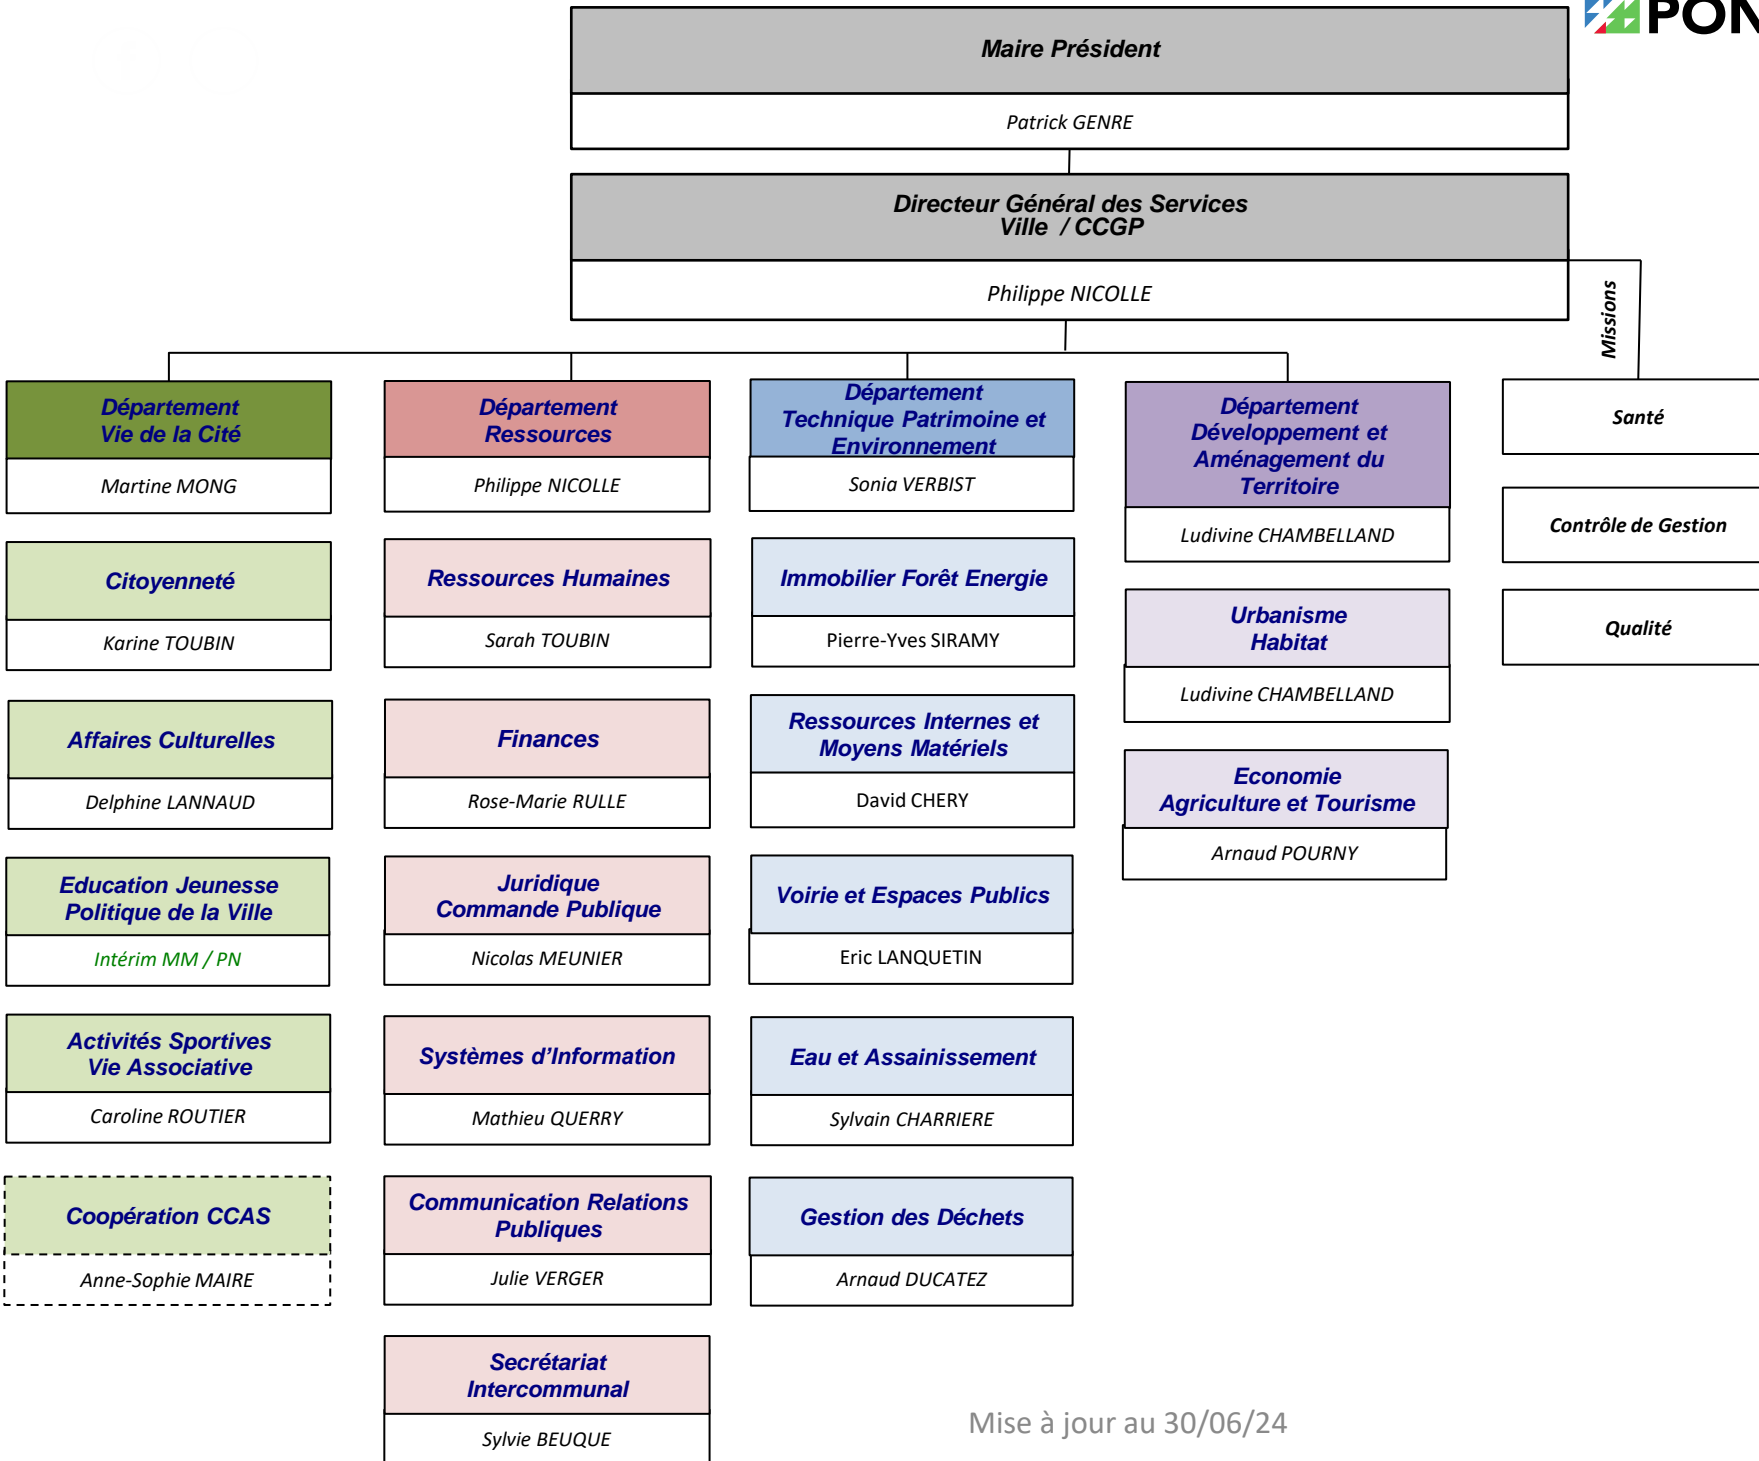 PON
Maire Président
Patrick GENRE
Directeur Général des Services
Ville / CCGP
Philippe NICOLLE
Missions
Département
Vie de la Cité
Martine MONG
Citoyenneté
Karine TOUBIN
Affaires Culturelles
Delphine LANNAUD
Education Jeunesse
Politique de la Ville
Intérim MM / PN
Activités Sportives
Vie Associative
Caroline ROUTIER
Coopération CCAS
Anne-Sophie MAIRE
Département
Ressources
Philippe NICOLLE
Ressources Humaines
Sarah TOUBIN
Finances
Rose-Marie RULLE
Juridique
Commande Publique
Nicolas MEUNIER
Systèmes d’Information
Mathieu QUERRY
Communication Relations
Publiques
Julie VERGER
Secrétariat
Intercommunal
Sylvie BEUQUE
Département
Technique Patrimoine et
Environnement
Sonia VERBIST
Immobilier Forêt Energie
Pierre-Yves SIRAMY
Ressources Internes et
Moyens Matériels
David CHERY
Voirie et Espaces Publics
Eric LANQUETIN
Eau et Assainissement
Sylvain CHARRIERE
Gestion des Déchets
Arnaud DUCATEZ
Département
Développement et
Aménagement du
Territoire
Ludivine CHAMBELLAND
Urbanisme
Habitat
Ludivine CHAMBELLAND
Economie
Agriculture et Tourisme
Arnaud POURNY
Santé
Contrôle de Gestion
Qualité
Mise à jour au 30/06/24